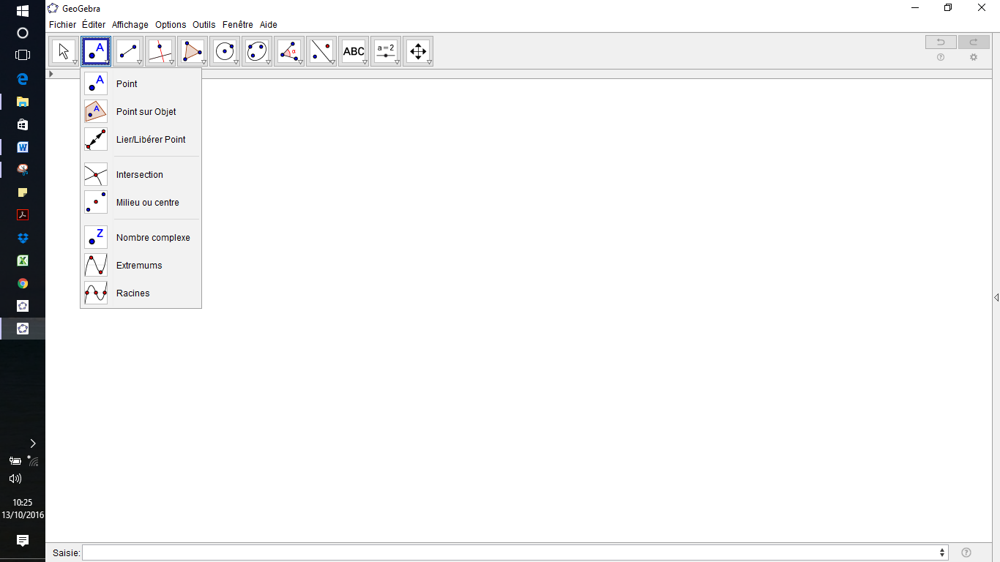 GeoGebra
Fichier Éditer Affichage Options Outils Fenêtre Aide
A
ABC
a=2
α
A Point
A Point sur Objet
Lier/Libérer Point
Intersection
Milieu ou centre
Z Nombre complexe
Extremums
Racines
10:25
13/10/2016
Saisie: